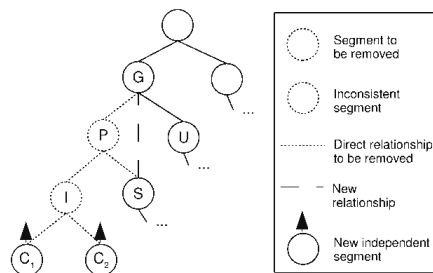 G
P
U
...
...
I
S
...
C1
C2
Segment to
be removed
Inconsistent
segment
Direct relationship
to be removed
New
relationship
New independent
segment